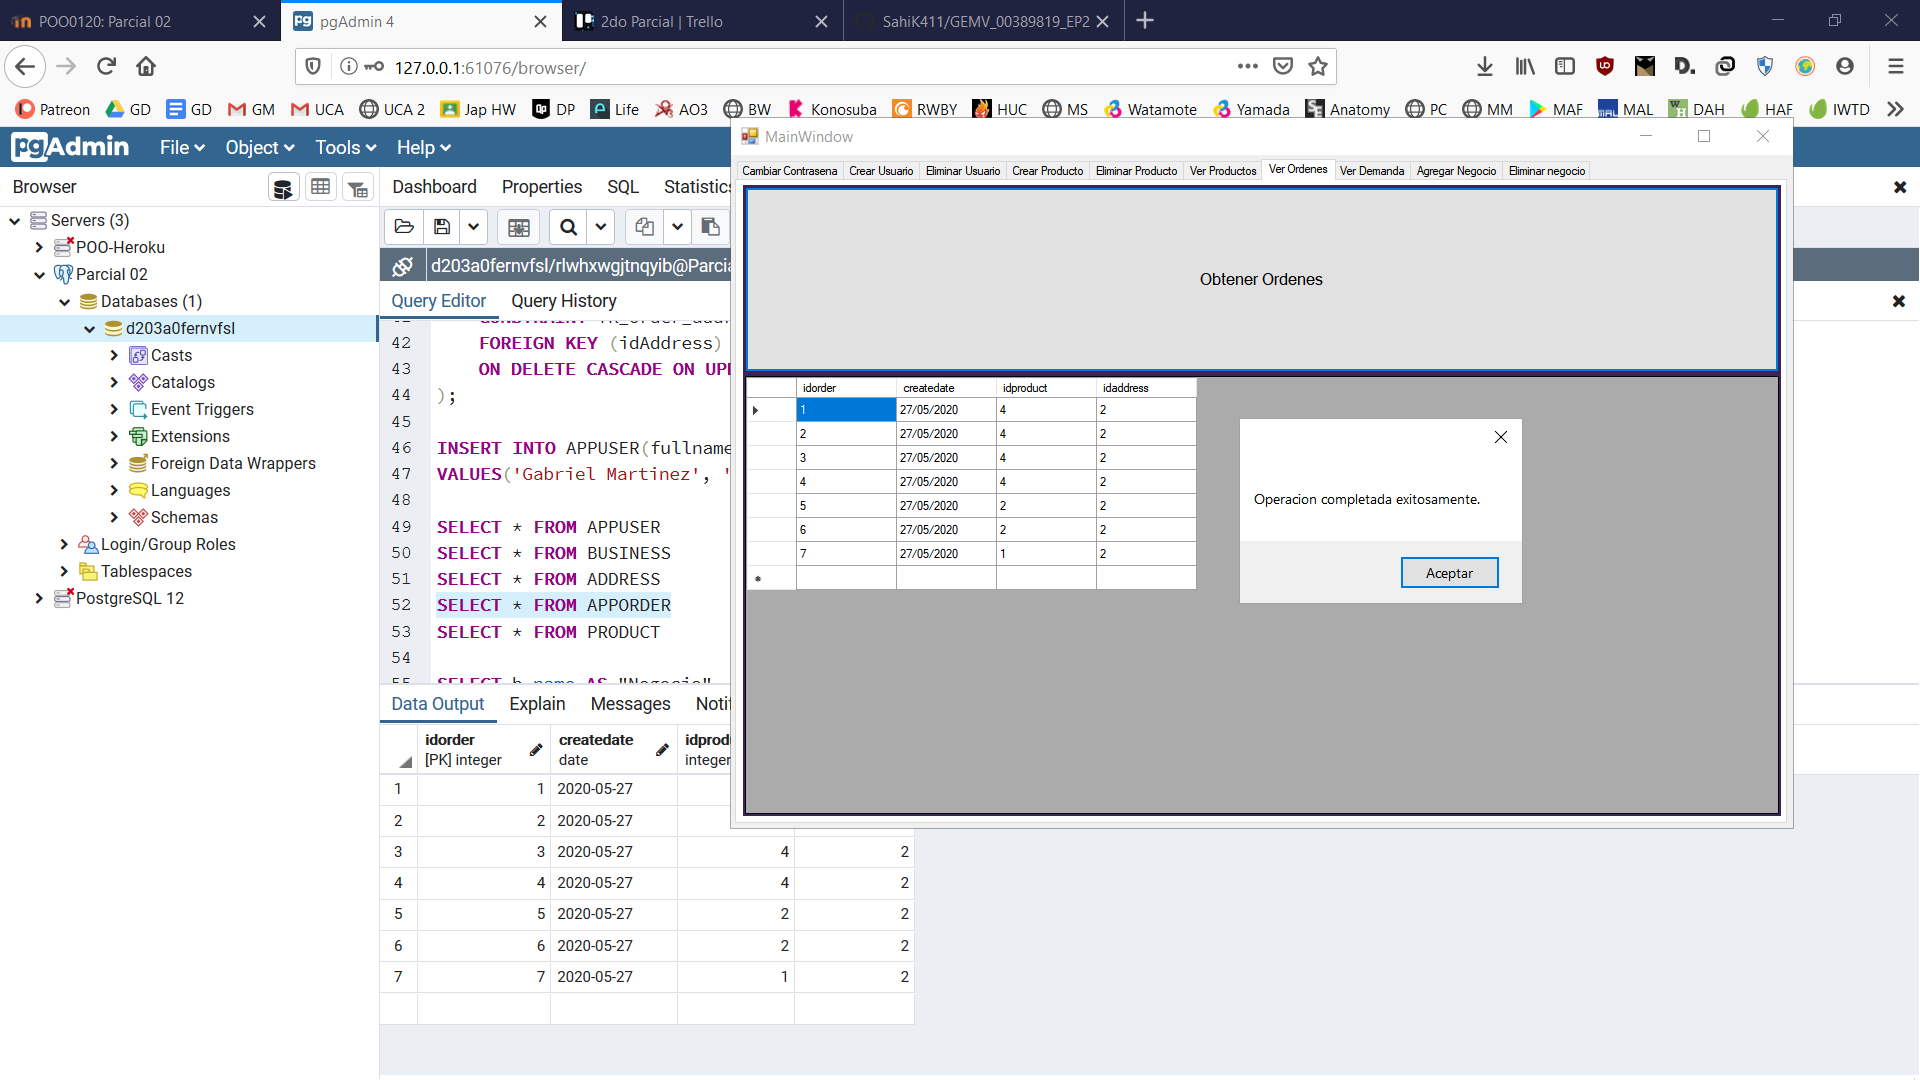 POO0120: Parcial 02
pgAdmin 4
2do Parcial | Trello
SahiK411/GEMV_00389819_EP2
127.0.0.1:61076/browser/
Patreon GD GD GM UCA UCA 2 Jap HW DP Life AO3 BW Konosuba RWBY HUC MS Watamote Yamada Anatomy PC MM MAF MAL DAH HAF IWTD
pgAdmin File Object Tools Help
Browser
Servers (3)
POO-Heroku
Parcial 02
Databases (1)
d203a0fernvfsl
Casts
Catalogs
Event Triggers
Extensions
Foreign Data Wrappers
Languages
Schemas
Login/Group Roles
Tablespaces
PostgreSQL 12
Dashboard Properties SQL Statistics
d203a0fernvfsl/rlwhxwgjtnqyib@Parcia
Query Editor Query History
42 FOREIGN KEY (idAddress)
43 ON DELETE CASCADE ON UPD
44 );
45
46 INSERT INTO APPUSER(fullname
47 VALUES('Gabriel Martinez', '
48
49 SELECT * FROM APPUSER
50 SELECT * FROM BUSINESS
51 SELECT * FROM ADDRESS
52 SELECT * FROM APPORDER
53 SELECT * FROM PRODUCT
54
55 SELECT b.name AS "Negocio"
Data Output Explain Messages Notif
idorder createdate idprodu
[PK] integer date integer
1 1 2020-05-27
2 2 2020-05-27
3 3 2020-05-27 4 2
4 4 2020-05-27 4 2
5 5 2020-05-27 2 2
6 6 2020-05-27 2 2
7 7 2020-05-27 1 2
MainWindow
Cambiar Contrasena Crear Usuario Eliminar Usuario Crear Producto Eliminar Producto Ver Productos Ver Ordenes Ver Demanda Agregar Negocio Eliminar negocio
Obtener Ordenes
idorder createdate idproduct idaddress
1 27/05/2020 4 2
2 27/05/2020 4 2
3 27/05/2020 4 2
4 27/05/2020 4 2
5 27/05/2020 2 2
6 27/05/2020 2 2
7 27/05/2020 1 2
Operacion completada exitosamente.
Aceptar